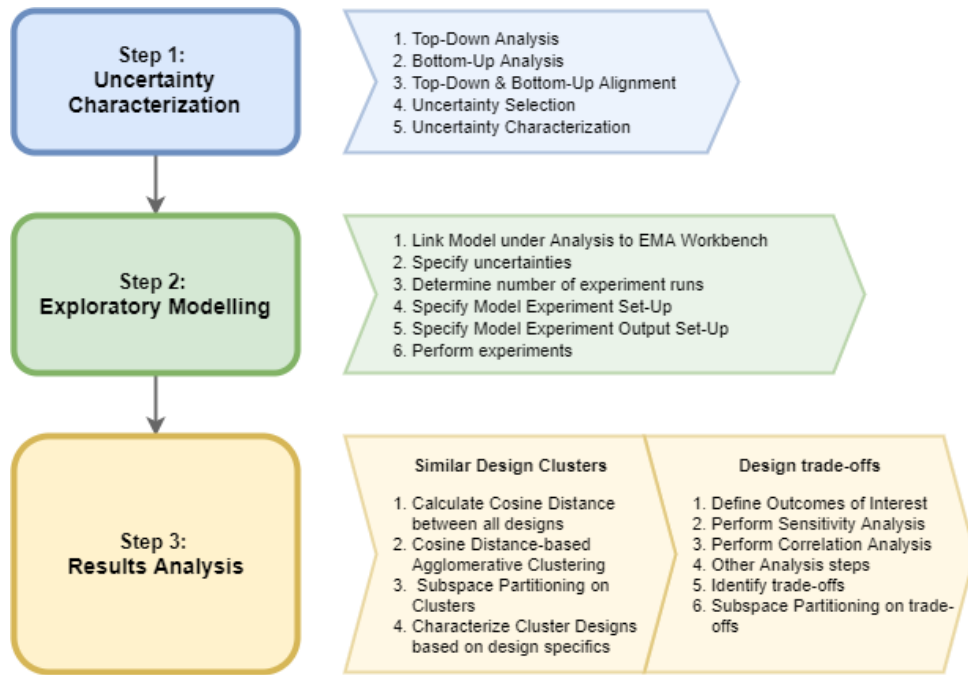 Step 1:
Uncertainty
Characterization
1. Top-Down Analysis
2. Bottom-Up Analysis
3. Top-Down & Bottom-Up Alignment
4. Uncertainty Selection
5. Uncertainty Characterization
Step 2:
Exploratory Modelling
1. Link Model under Analysis to EMA Workbench
2. Specify uncertainties
3. Determine number of experiment runs
4. Specify Model Experiment Set-Up
5. Specify Model Experiment Output Set-Up
6. Perform experiments
Step 3:
Results Analysis
Similar Design Clusters
1. Calculate Cosine Distance
between all designs
2. Cosine Distance-based
Agglomerative Clustering
3. Subspace Partitioning on
Clusters
4. Characterize Cluster Designs
based on design specifics
Design trade-offs
1. Define Outcomes of Interest
2. Perform Sensitivity Analysis
3. Perform Correlation Analysis
4. Other Analysis steps
5. Identify trade-offs
6. Subspace Partitioning on trade-
offs